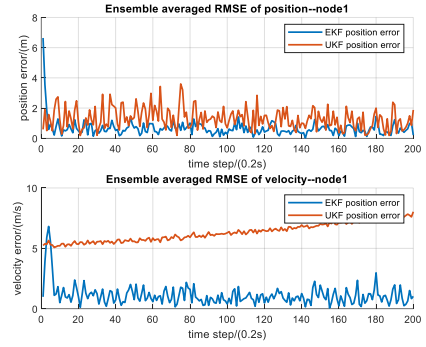 Ensemble averaged RMSE of position--node1
8
6
4
2
0
position error/(m)
EKF position error
UKF position error
0 20 40 60 80 100 120 140 160 180 200
time step/(0.2s)
Ensemble averaged RMSE of velocity--node1
10
5
0
velocity error/(m/s)
EKF position error
UKF position error
0 20 40 60 80 100 120 140 160 180 200
time step/(0.2s)